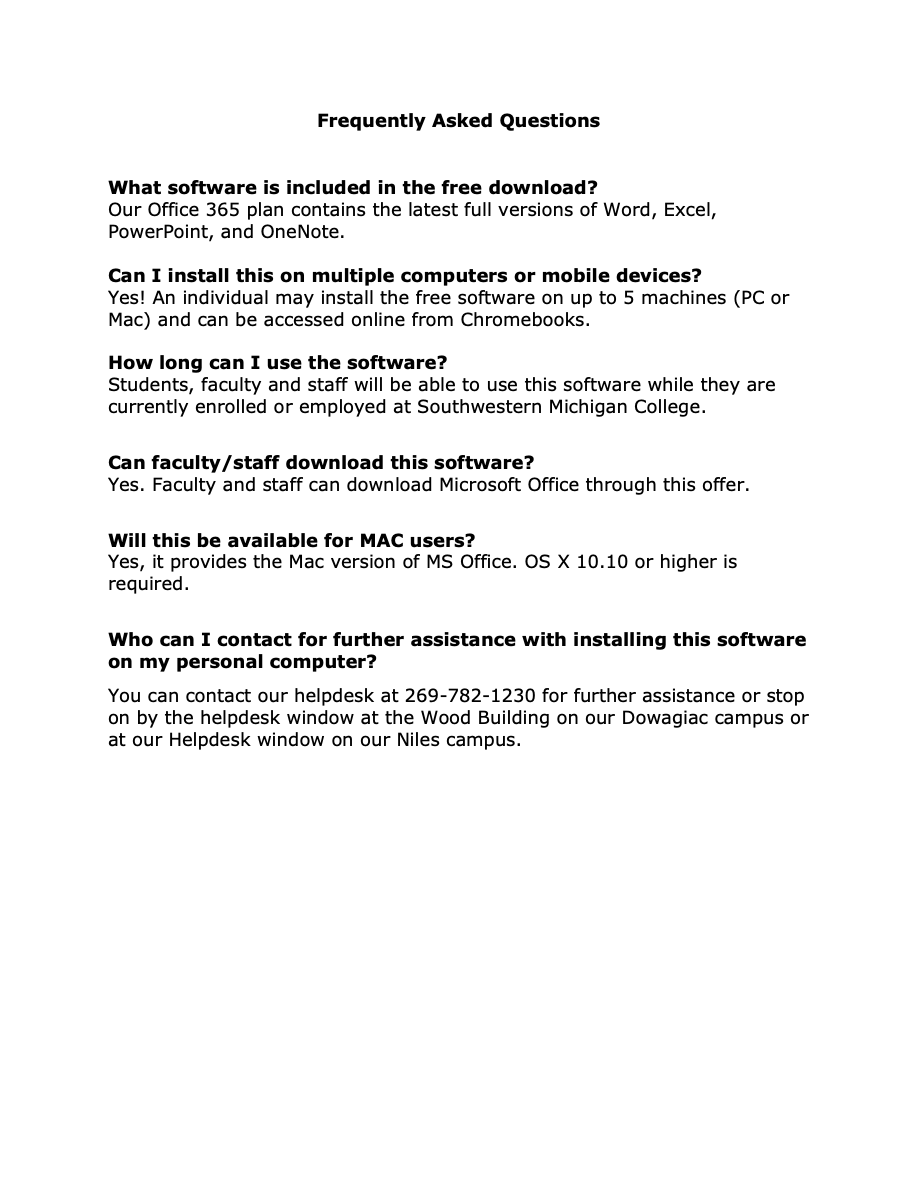 Frequently Asked Questions
What software is included in the free download?
Our Office 365 plan contains the latest full versions of Word, Excel,
PowerPoint, and OneNote.
Can I install this on multiple computers or mobile devices?
Yes! An individual may install the free software on up to 5 machines (PC or
Mac) and can be accessed online from Chromebooks.
How long can I use the software?
Students, faculty and staff will be able to use this software while they are
currently enrolled or employed at Southwestern Michigan College.
Can faculty/staff download this software?
Yes. Faculty and staff can download Microsoft Office through this offer.
Will this be available for MAC users?
Yes, it provides the Mac version of MS Office. OS X 10.10 or higher is
required.
Who can I contact for further assistance with installing this software
on my personal computer?
You can contact our helpdesk at 269-782-1230 for further assistance or stop
on by the helpdesk window at the Wood Building on our Dowagiac campus or
at our Helpdesk window on our Niles campus.